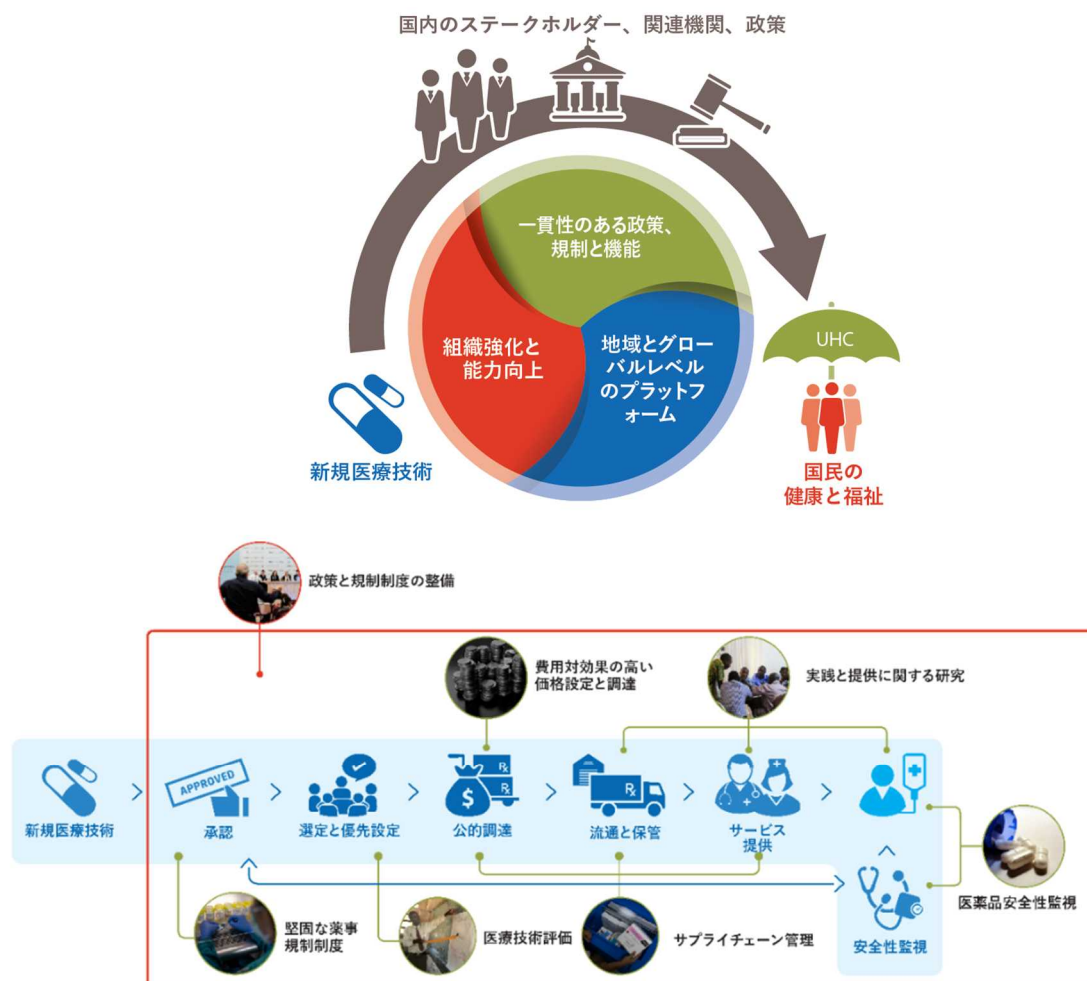 国内のステークホルダー、関連機関、政策
一貫性のある政策、
規制と機能
組織強化と
能力向上
地域とグロー
バルレベル
のプラットフ
ォーム
UHC
新規医療技術
国民の
健康と福祉
政策と規制制度の整備
費用対効果の高い
価格設定と調達
実践と提供に関する研究
APPROVED
$
Rx
Rx
Rx
新規医療技術
承認
選定と優先設定
公的調達
流通と保管
サービス
提供
堅固な薬事
規制制度
医療技術評価
サプライチェーン管理
安全性監視
医薬品安全性監視